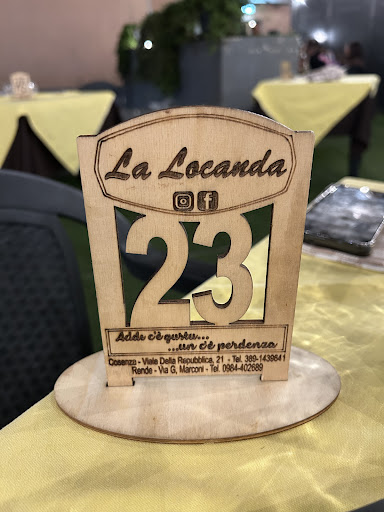 La Locanda
23
Addi c'è gustu...
...un c'è perdenza
Cosenza - Viale Della Repubblica, 21 - Tel. 389-1439641
Rende - Via G, Marconi - Tel. 0984-402689